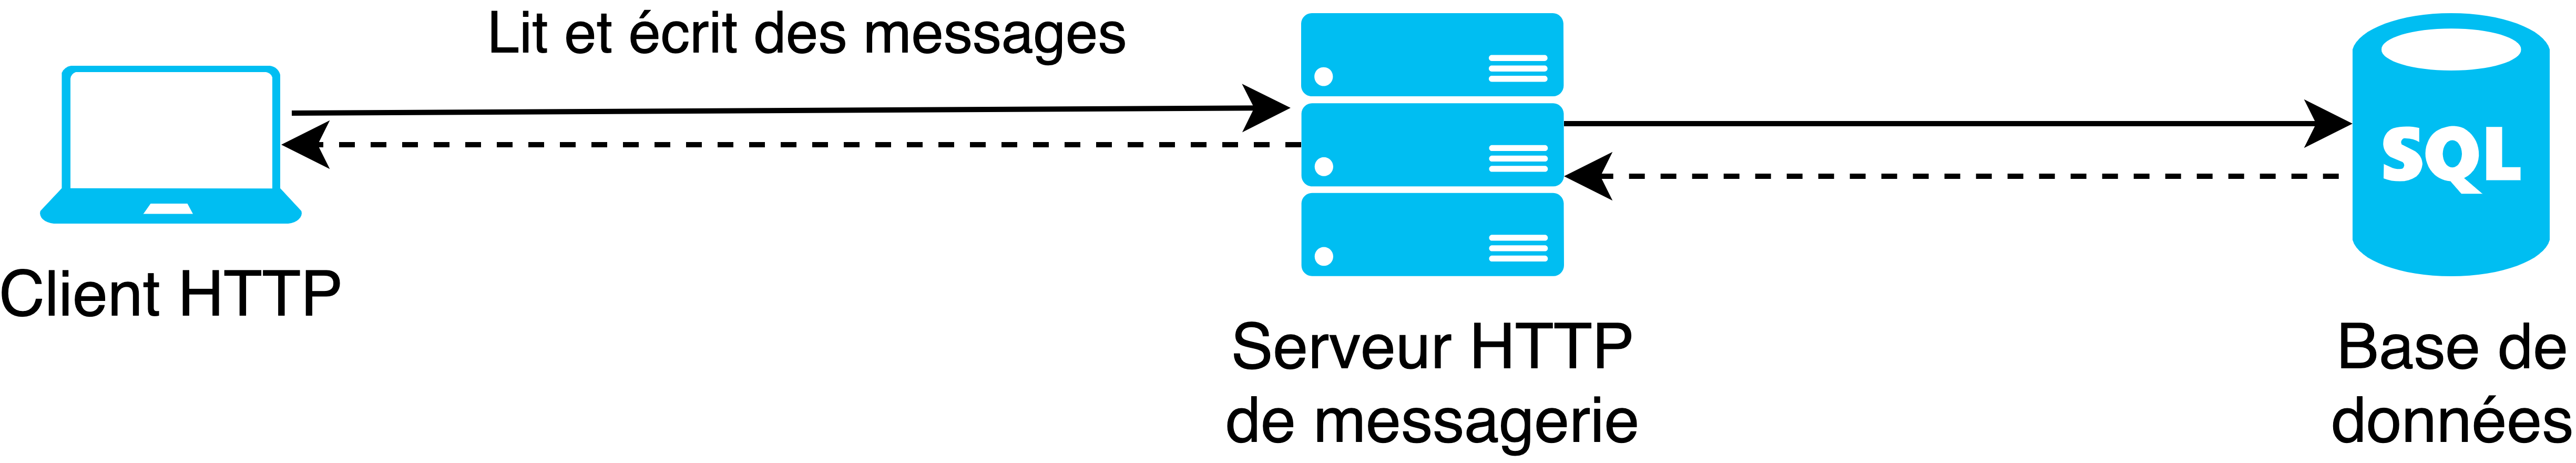 Lit et écrit des messages
SQL
Client HTTP
Serveur HTTP
de messagerie
Base de
données